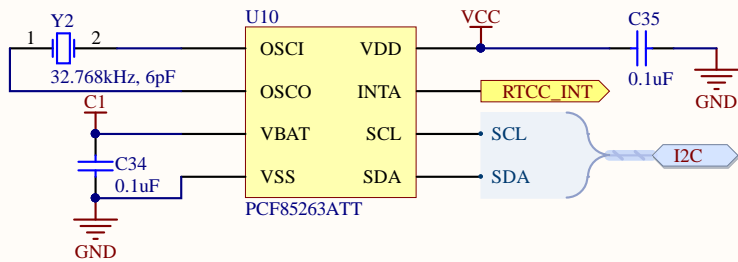 Y2
1
2
32.768kHz, 6pF
C1
C34
0.1uF
GND
U10
OSCI
OSCO
VBAT
VSS
VDD
INTA
SCL
SDA
PCF85263ATT
VCC
C35
0.1uF
GND
RTCC_INT
SCL
SDA
I2C